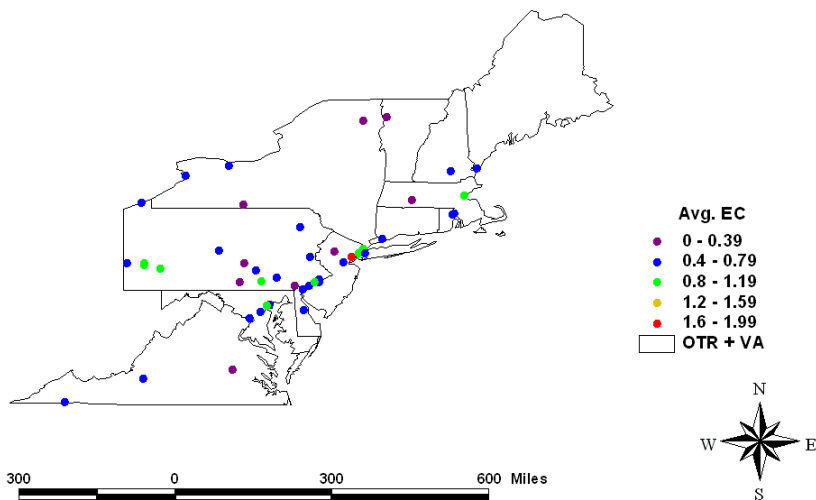 Avg. EC
0 - 0.39
0.4 - 0.79
0.8 - 1.19
1.2 - 1.59
1.6 - 1.99
OTR + VA
N
W E
S
300 0 300 600 Miles